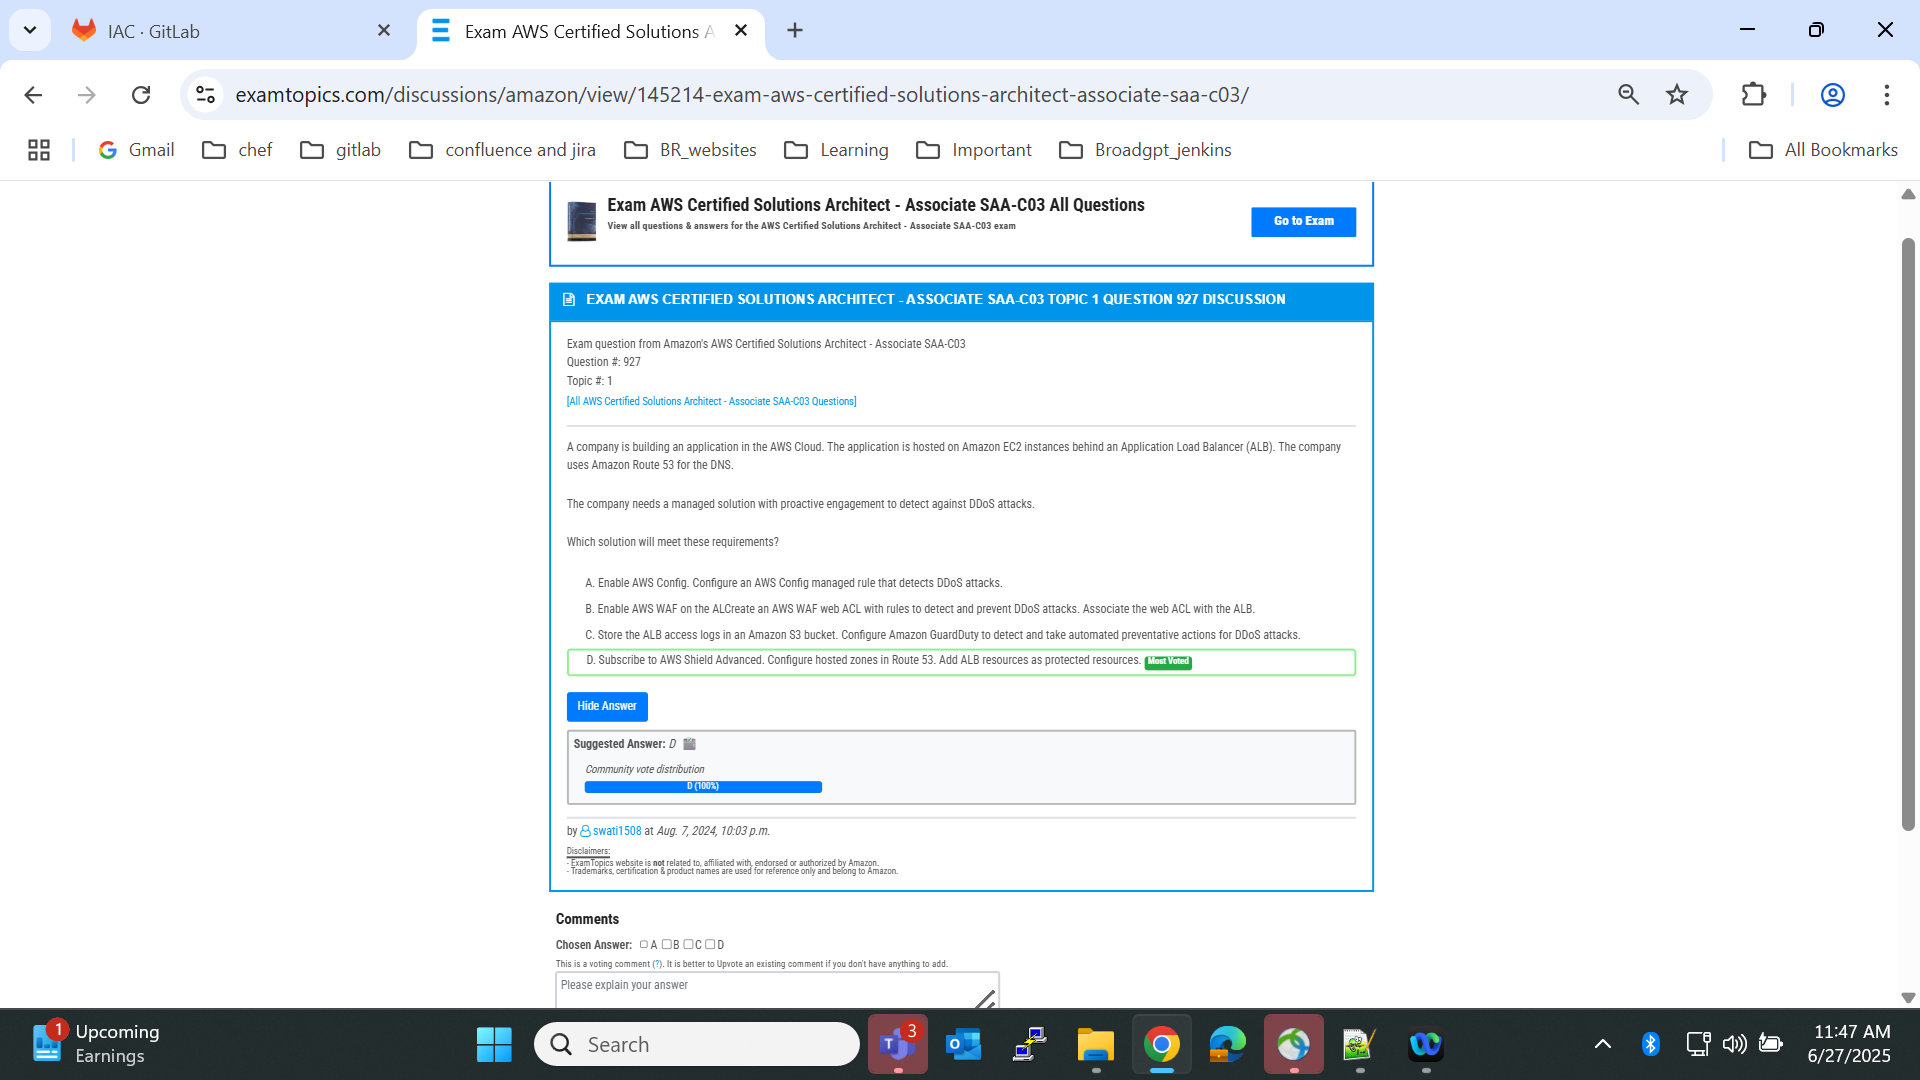 IAC · GitLab
Exam AWS Certified Solutions A
examtopics.com/discussions/amazon/view/145214-exam-aws-certified-solutions-architect-associate-saa-c03/
Gmail
chef
gitlab
confluence and jira
BR_websites
Learning
Important
Broadgpt_jenkins
All Bookmarks
Exam AWS Certified Solutions Architect - Associate SAA-C03 All Questions
View all questions & answers for the AWS Certified Solutions Architect - Associate SAA-C03 exam
Go to Exam
EXAM AWS CERTIFIED SOLUTIONS ARCHITECT - ASSOCIATE SAA-C03 TOPIC 1 QUESTION 927 DISCUSSION
Exam question from Amazon's AWS Certified Solutions Architect - Associate SAA-C03
Question #: 927
Topic #: 1
[All AWS Certified Solutions Architect - Associate SAA-C03 Questions]
A company is building an application in the AWS Cloud. The application is hosted on Amazon EC2 instances behind an Application Load Balancer (ALB). The company
uses Amazon Route 53 for the DNS.
The company needs a managed solution with proactive engagement to detect against DDoS attacks.
Which solution will meet these requirements?
A. Enable AWS Config. Configure an AWS Config managed rule that detects DDoS attacks.
B. Enable AWS WAF on the ALCreate an AWS WAF web ACL with rules to detect and prevent DDoS attacks. Associate the web ACL with the ALB.
C. Store the ALB access logs in an Amazon S3 bucket. Configure Amazon GuardDuty to detect and take automated preventative actions for DDoS attacks.
D. Subscribe to AWS Shield Advanced. Configure hosted zones in Route 53. Add ALB resources as protected resources. Most Voted
Hide Answer
Suggested Answer: D
Community vote distribution
D (100%)
by swati1508 at Aug. 7, 2024, 10:03 p.m.
Disclaimers:
- ExamTopics website is not related to, affiliated with, endorsed or authorized by Amazon.
- Trademarks, certification & product names are used for reference only and belong to Amazon.
Comments
Chosen Answer: A B C D
This is a voting comment (?). It is better to Upvote an existing comment if you don't have anything to add.
Please explain your answer
1
Upcoming
Earnings
Search
3
11:47 AM
6/27/2025